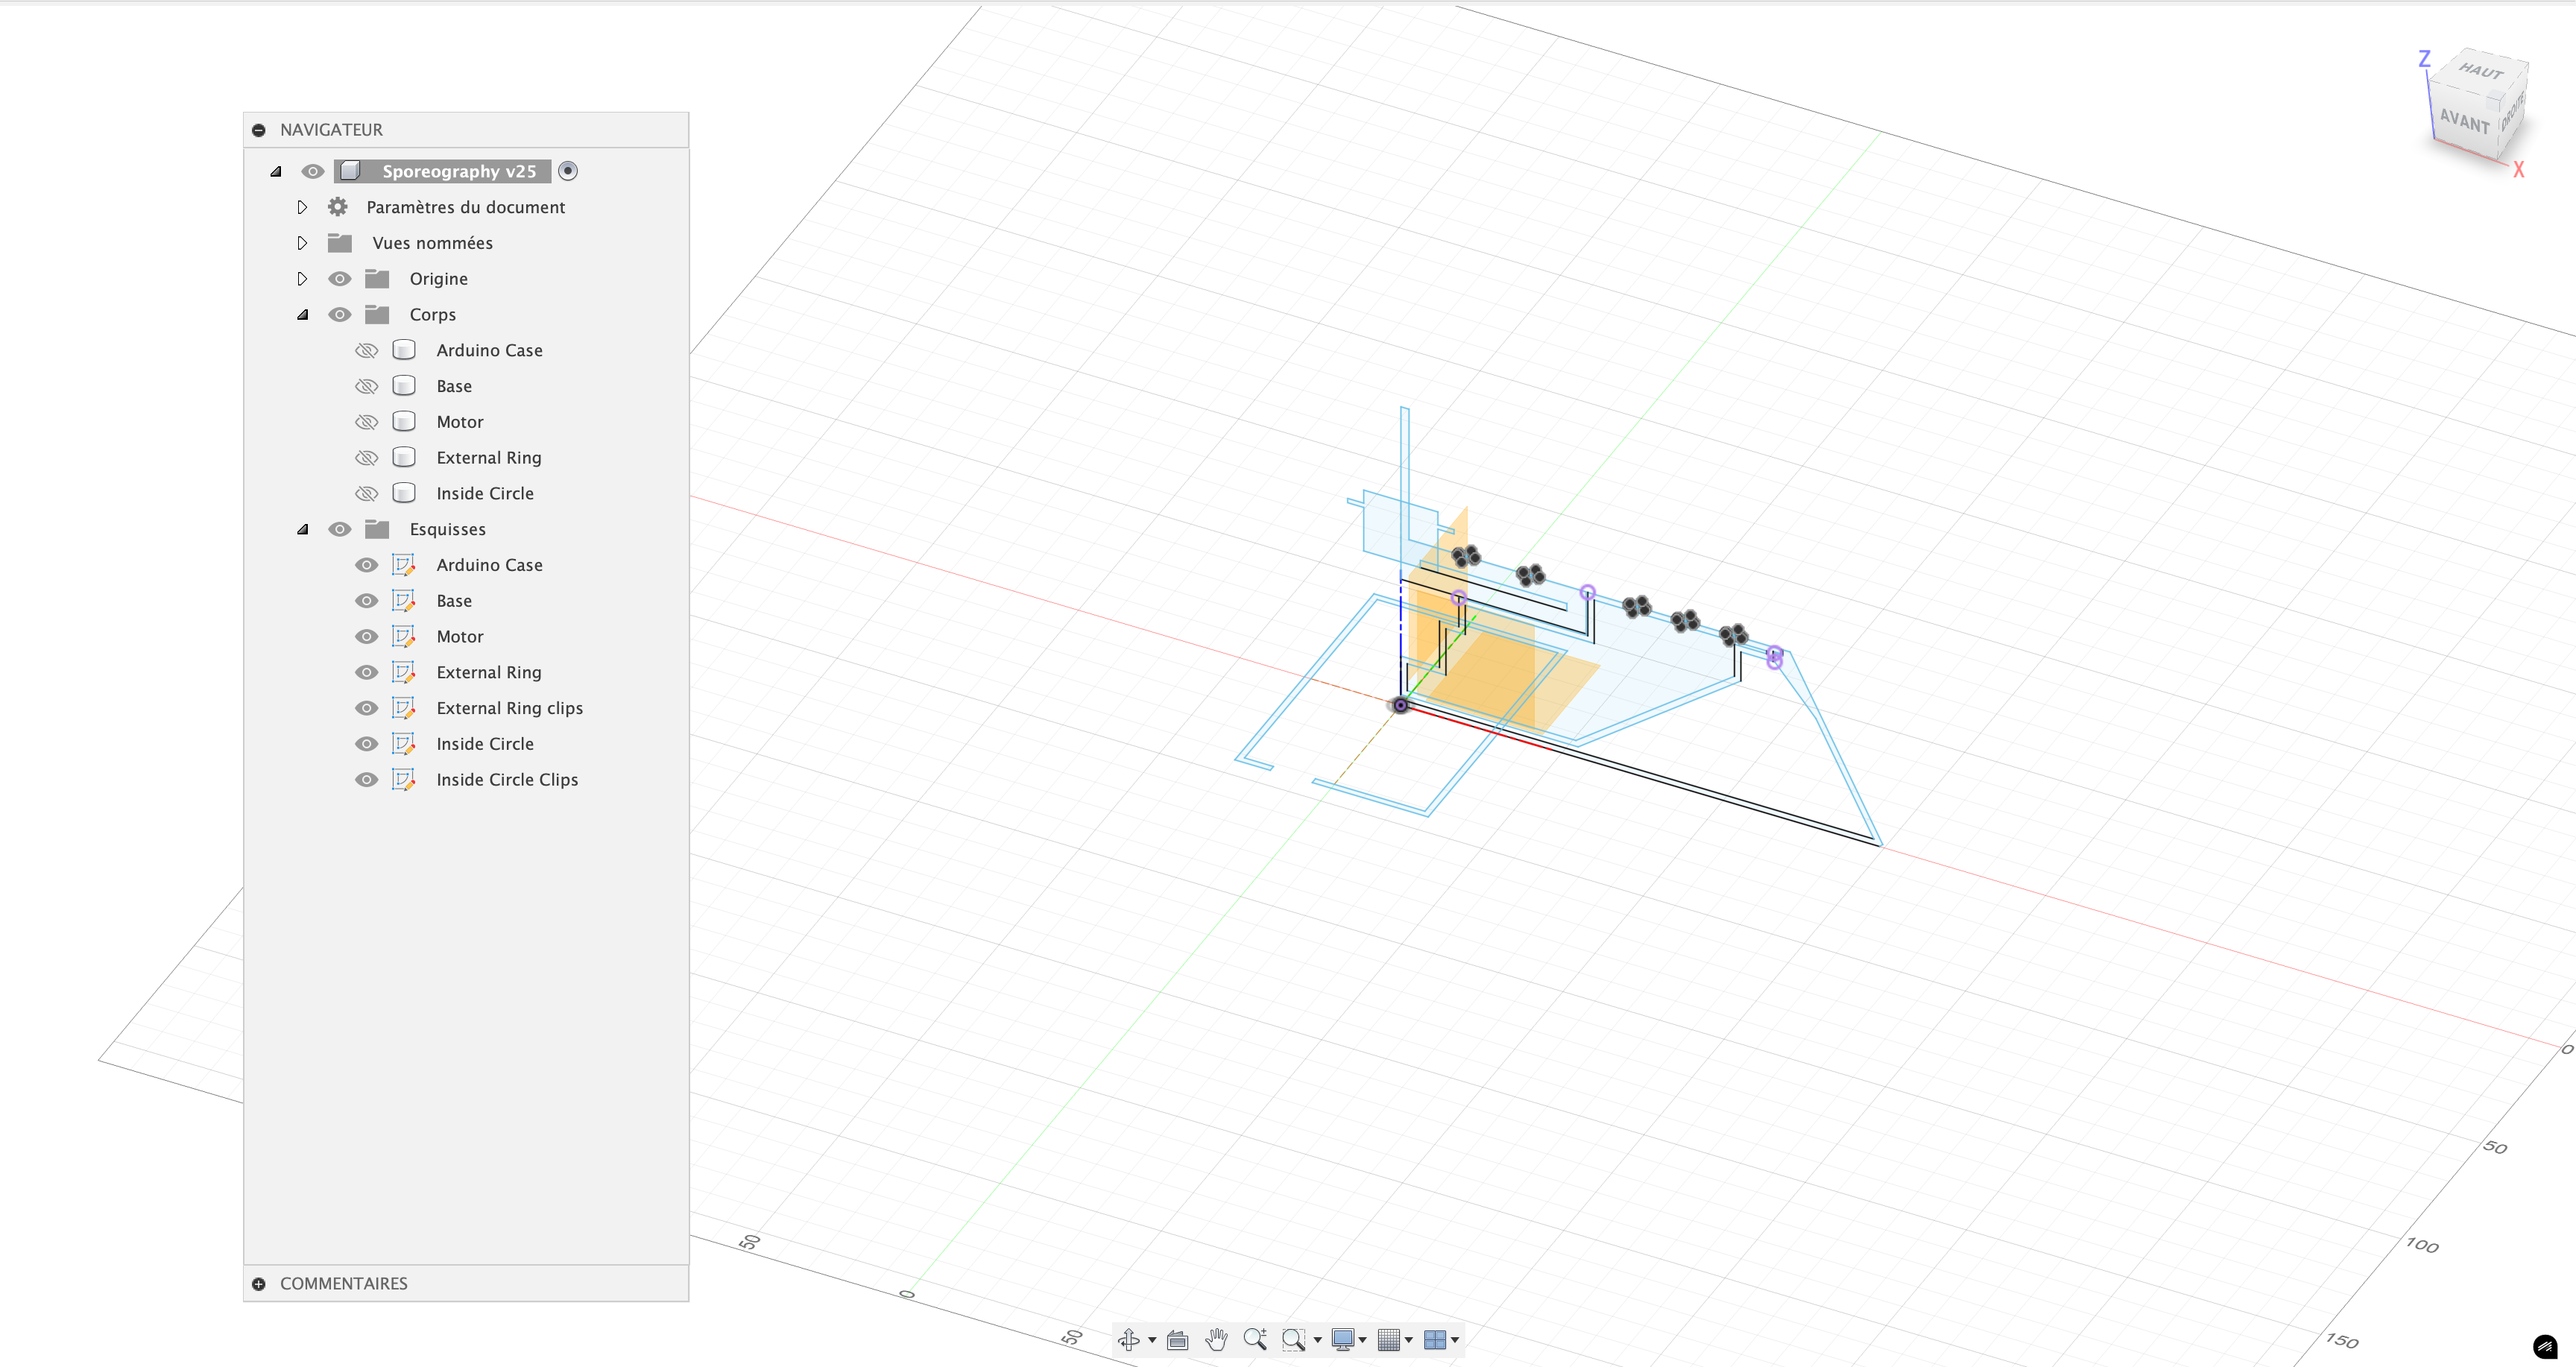 Z
HAUT
AVANT
DROITE
X
NAVIGATEUR
Sporeography v25
Paramètres du document
Vues nommées
Origine
Corps
Arduino Case
Base
Motor
External Ring
Inside Circle
Esquisses
Arduino Case
Base
Motor
External Ring
External Ring clips
Inside Circle
Inside Circle Clips
COMMENTAIRES
0
50
100
150
50
0
50